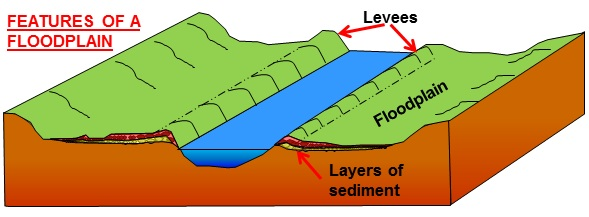 FEATURES OF A
FLOODPLAIN
Levees
Floodplain
Layers of
sediment